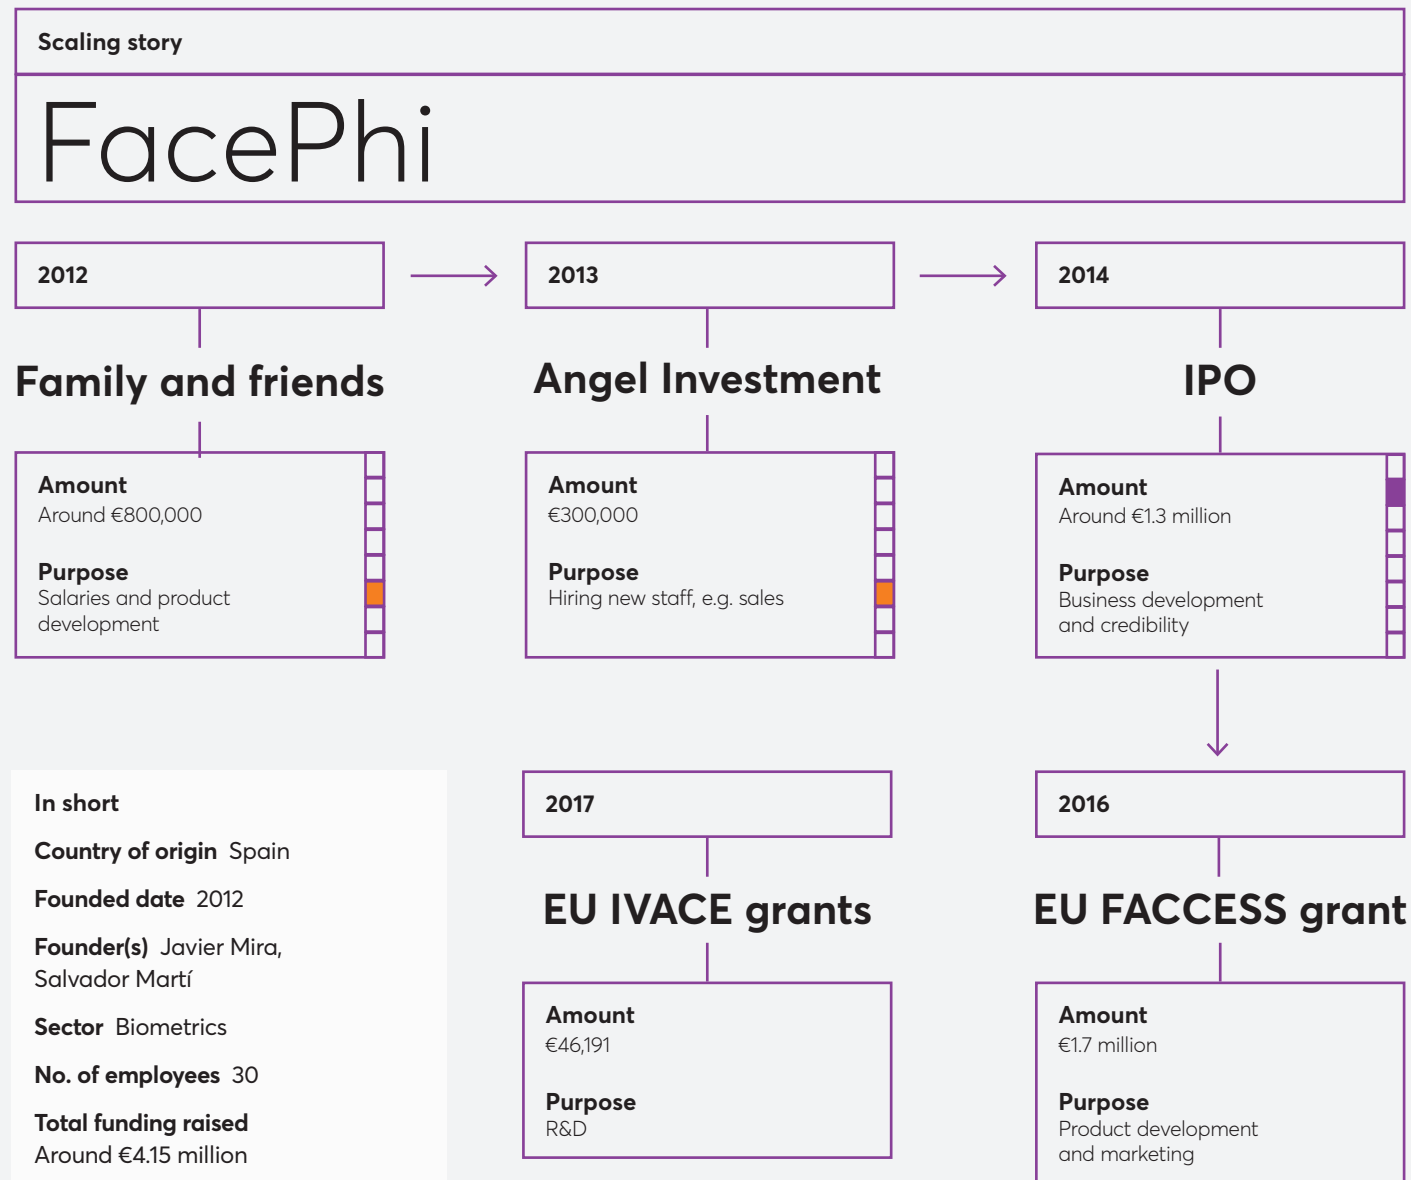 Scaling story
FacePhi
2012
Family and friends
Amount
Around €800,000
Purpose
Salaries and product
development
2013
Angel Investment
Amount
€300,000
Purpose
Hiring new staff, e.g. sales
2014
IPO
Amount
Around €1.3 million
Purpose
Business development
and credibility
2016
EU FACCESS grant
Amount
€1.7 million
Purpose
Product development
and marketing
2017
EU IVACE grants
Amount
€46,191
Purpose
R&D
In short
Country of origin Spain
Founded date 2012
Founder(s) Javier Mira,
Salvador Martí
Sector Biometrics
No. of employees 30
Total funding raised
Around €4.15 million